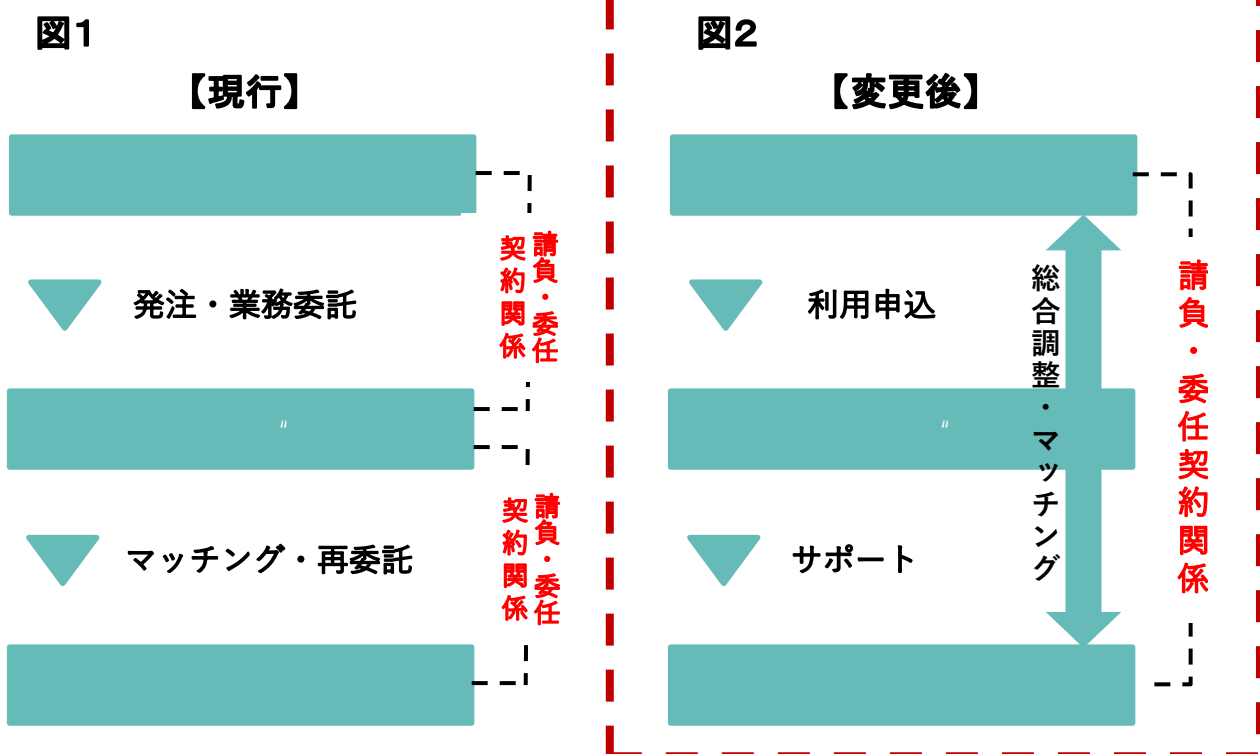 図1
【現行】
発注・業務委託
請負・委任
契約関係
〃
マッチング・再委託
請負・委任
契約関係
図2
【変更後】
利用申込
〃
サポート
総合調整・マッチング
請負・委任契約関係